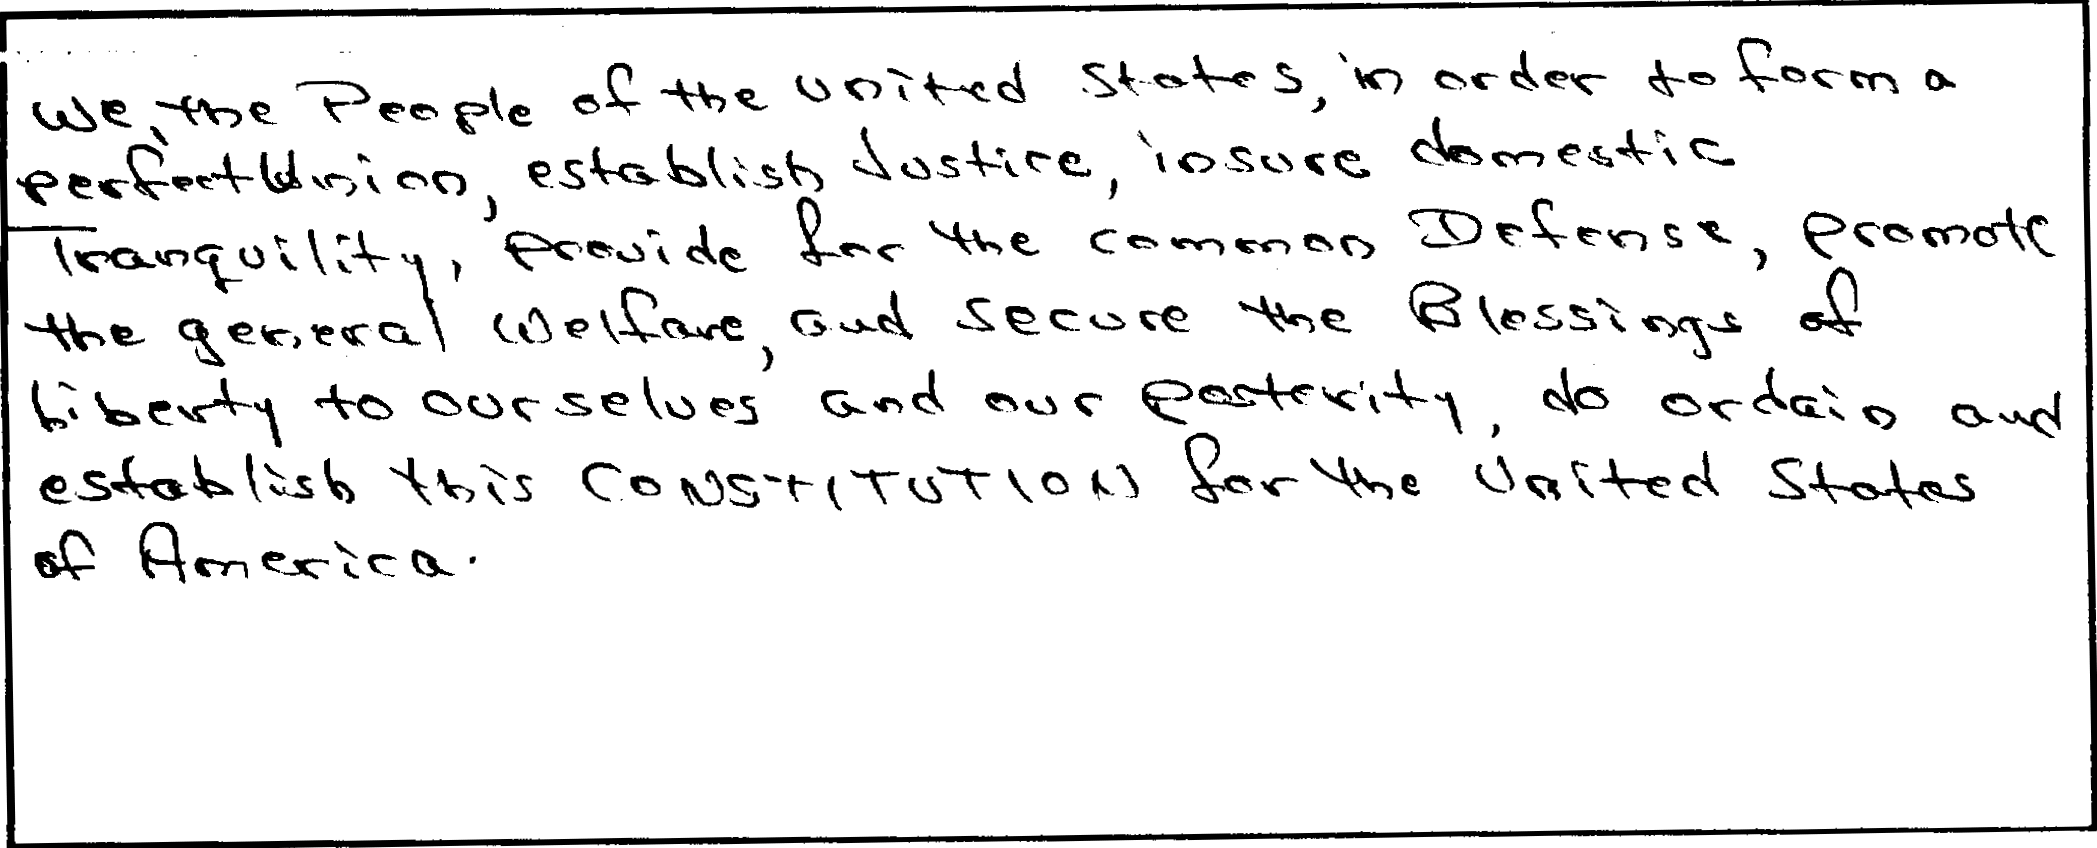 We, the People of the united States, in order to form a
perfect Union, establish Justice, insure domestic
Tranquility, provide for the common Defense, promote
the general Welfare, and secure the Blessings of
Liberty to ourselves and our posterity, do ordain and
establish this CONSTITUTION for the United States
of America.